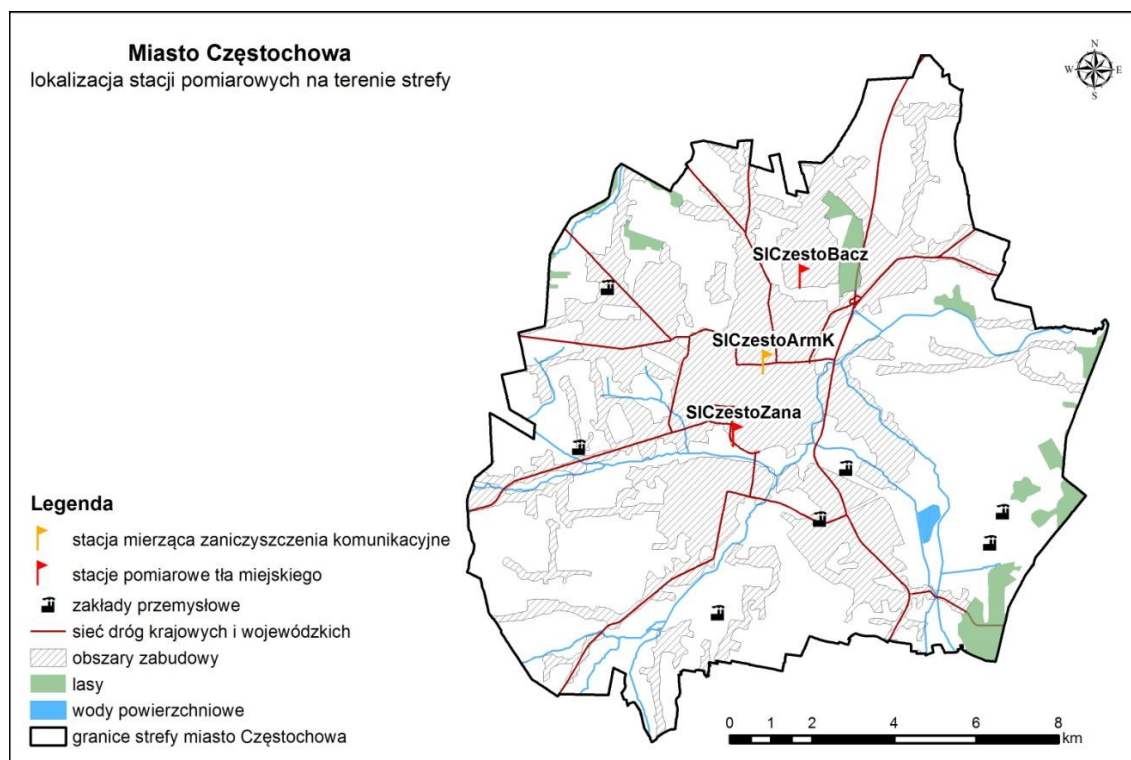 Miasto Częstochowa
lokalizacja stacji pomiarowych na terenie strefy
N
W E
S
SlCzestoBacz
SlCzestoArmK
SlCzestoZana
Legenda
stacja mierząca zaniczyszczenia komunikacyjne
stacje pomiarowe tła miejskiego
zakłady przemysłowe
sieć dróg krajowych i wojewódzkich
obszary zabudowy
lasy
wody powierzchniowe
granice strefy miasto Częstochowa
0 1 2 4 6 8
km